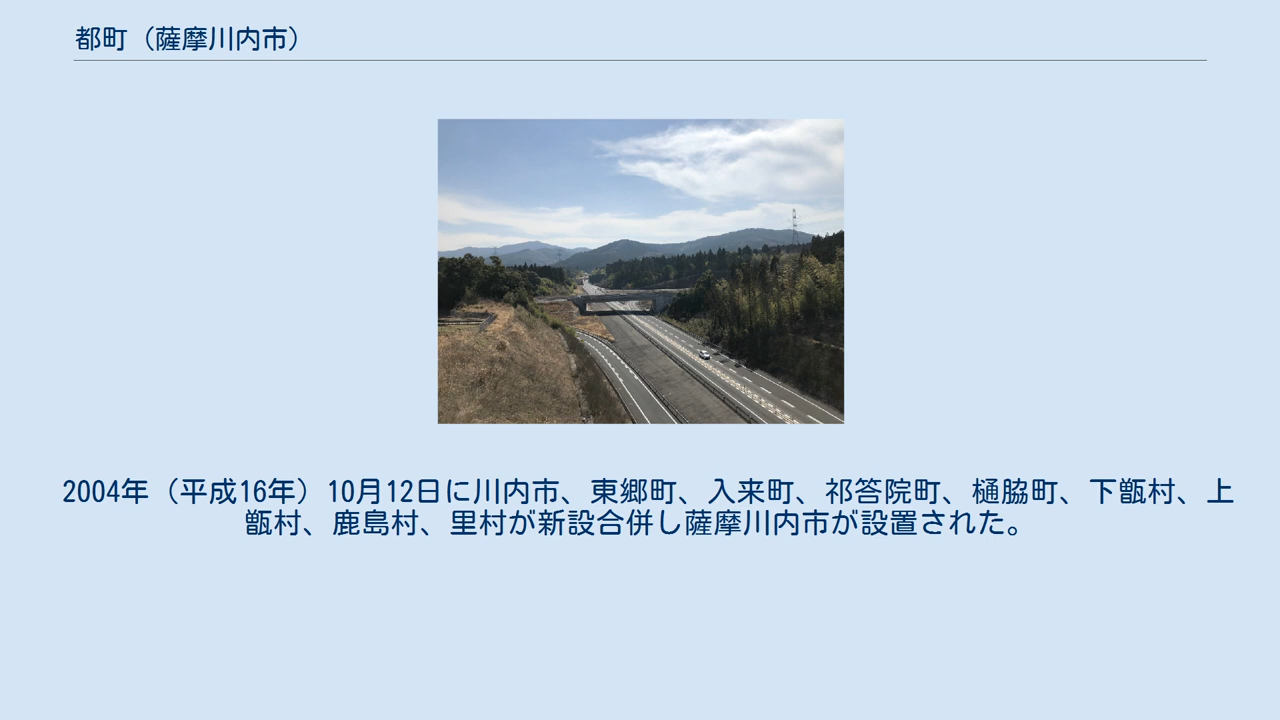 都町（薩摩川内市）
2004年（平成16年）10月12日に川内市、東郷町、入来町、祁答院町、樋脇町、下甑村、上
甑村、鹿島村、里村が新設合併し薩摩川内市が設置された。